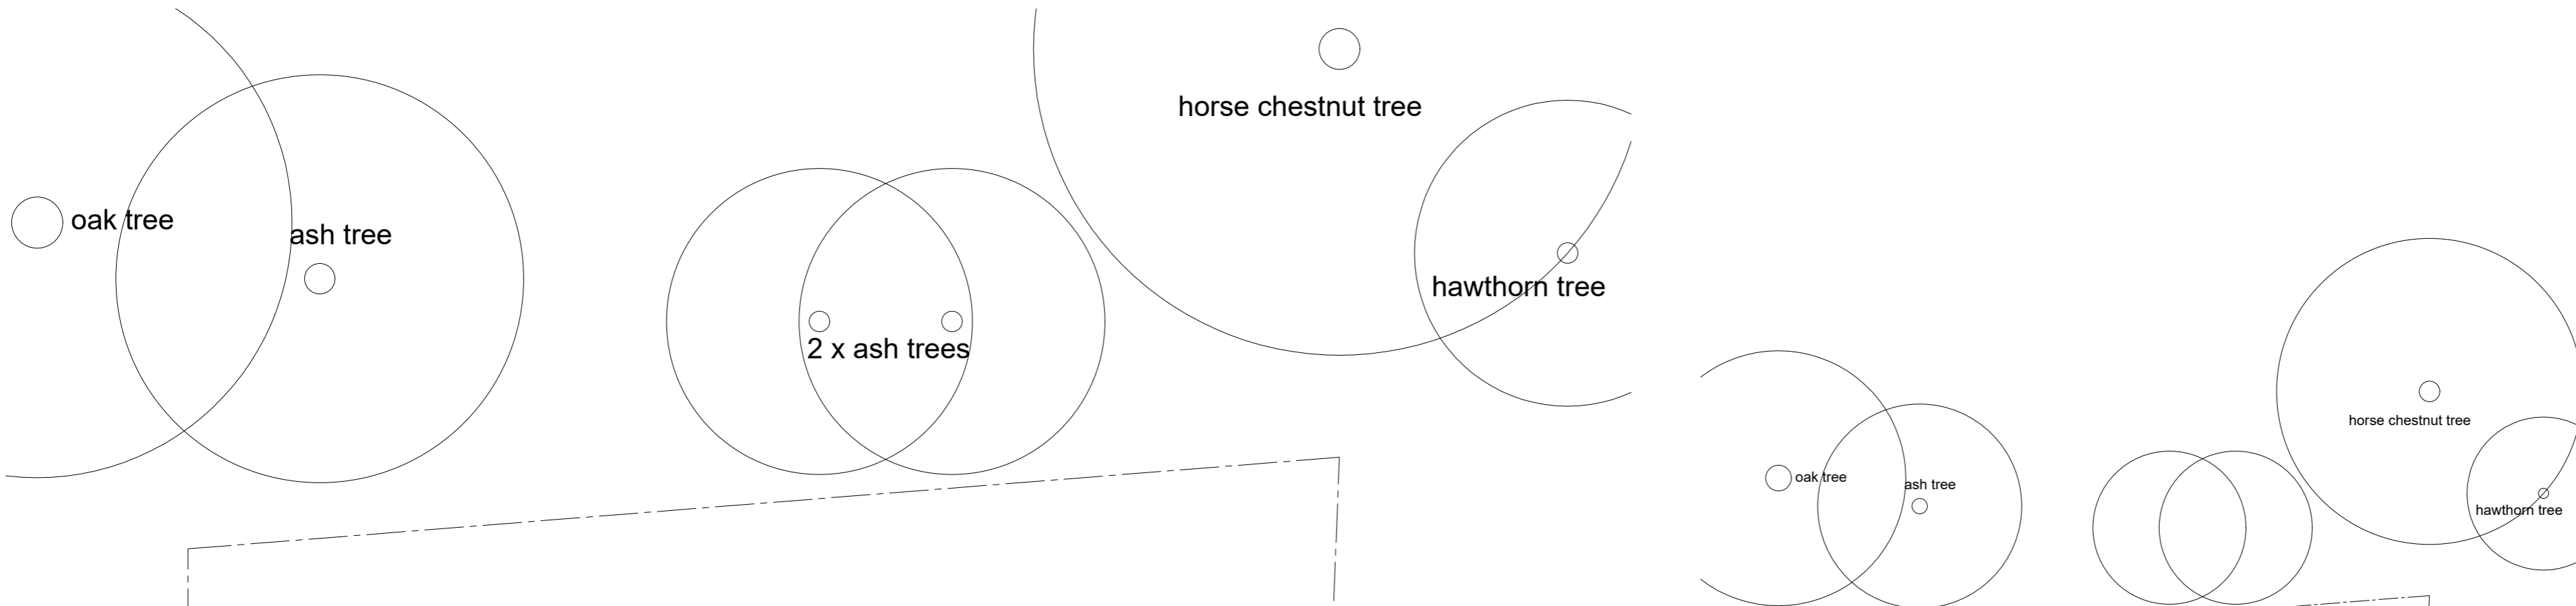 horse chestnut tree
oak tree
ash tree
hawthorn tree
2 x ash trees
horse chestnut tree
oak tree
ash tree
hawthorn tree